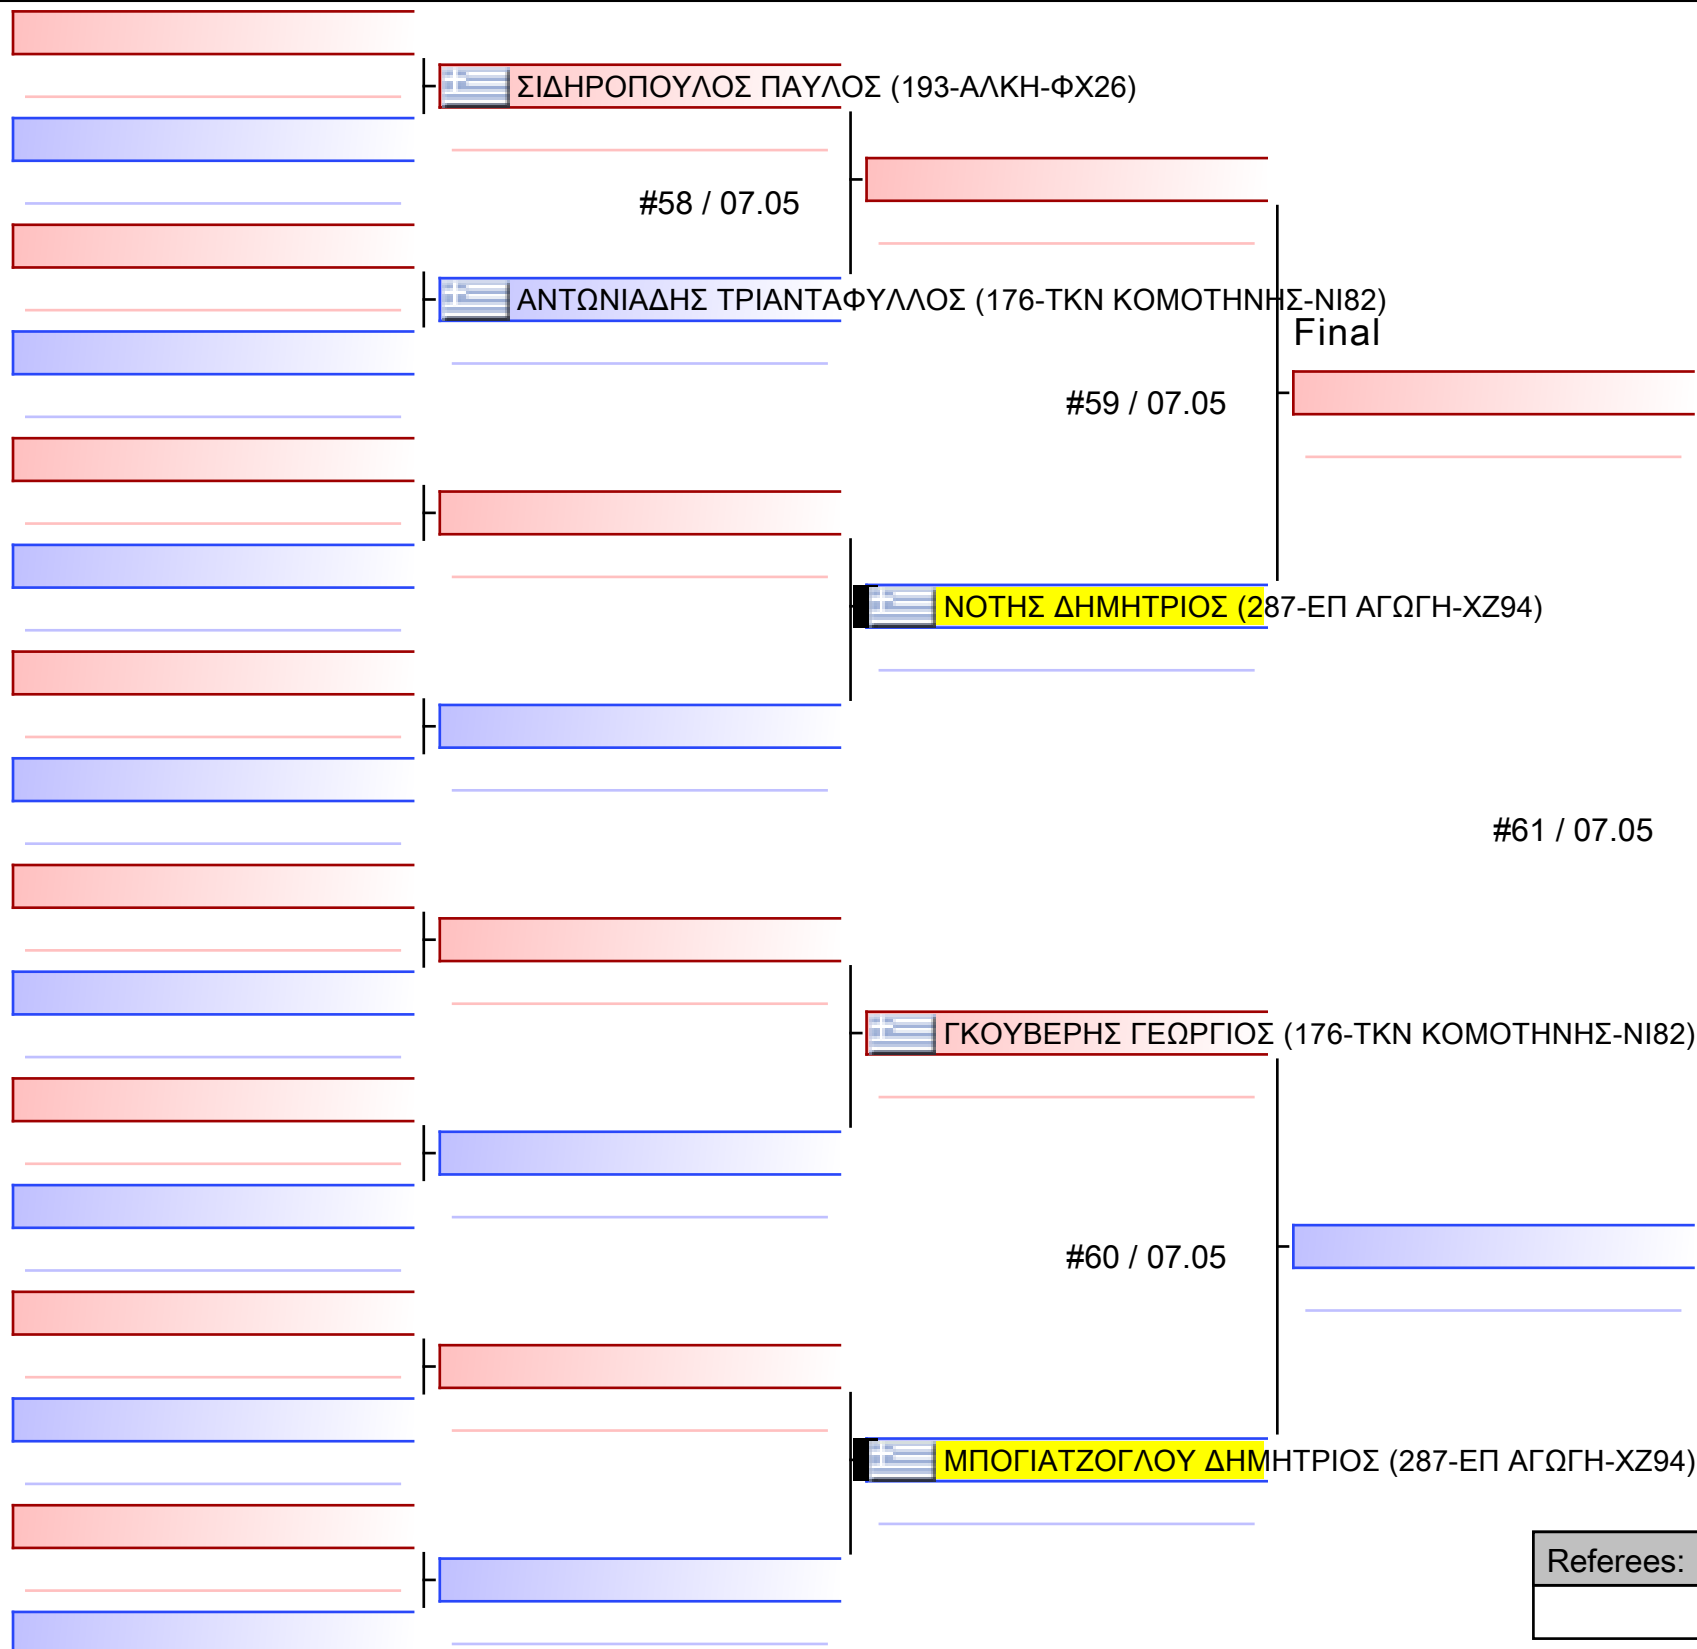 ΣΙΔΗΡΟΠΟΥΛΟΣ ΠΑΥΛΟΣ (193-ΑΛΚΗ-ΦΧ26)
#58 / 07.05
ΑΝΤΩΝΙΑΔΗΣ ΤΡΙΑΝΤΑΦΥΛΛΟΣ (176-ΤΚΝ ΚΟΜΟΤΗΝΗΣ-ΝΙ82)
Final
#59 / 07.05
ΝΟΤΗΣ ΔΗΜΗΤΡΙΟΣ (287-ΕΠ ΑΓΩΓΗ-ΧΖ94)
#61 / 07.05
ΓΚΟΥΒΕΡΗΣ ΓΕΩΡΓΙΟΣ (176-ΤΚΝ ΚΟΜΟΤΗΝΗΣ-ΝΙ82)
#60 / 07.05
ΜΠΟΓΙΑΤΖΟΓΛΟΥ ΔΗΜΗΤΡΙΟΣ (287-ΕΠ ΑΓΩΓΗ-ΧΖ94)
Referees: